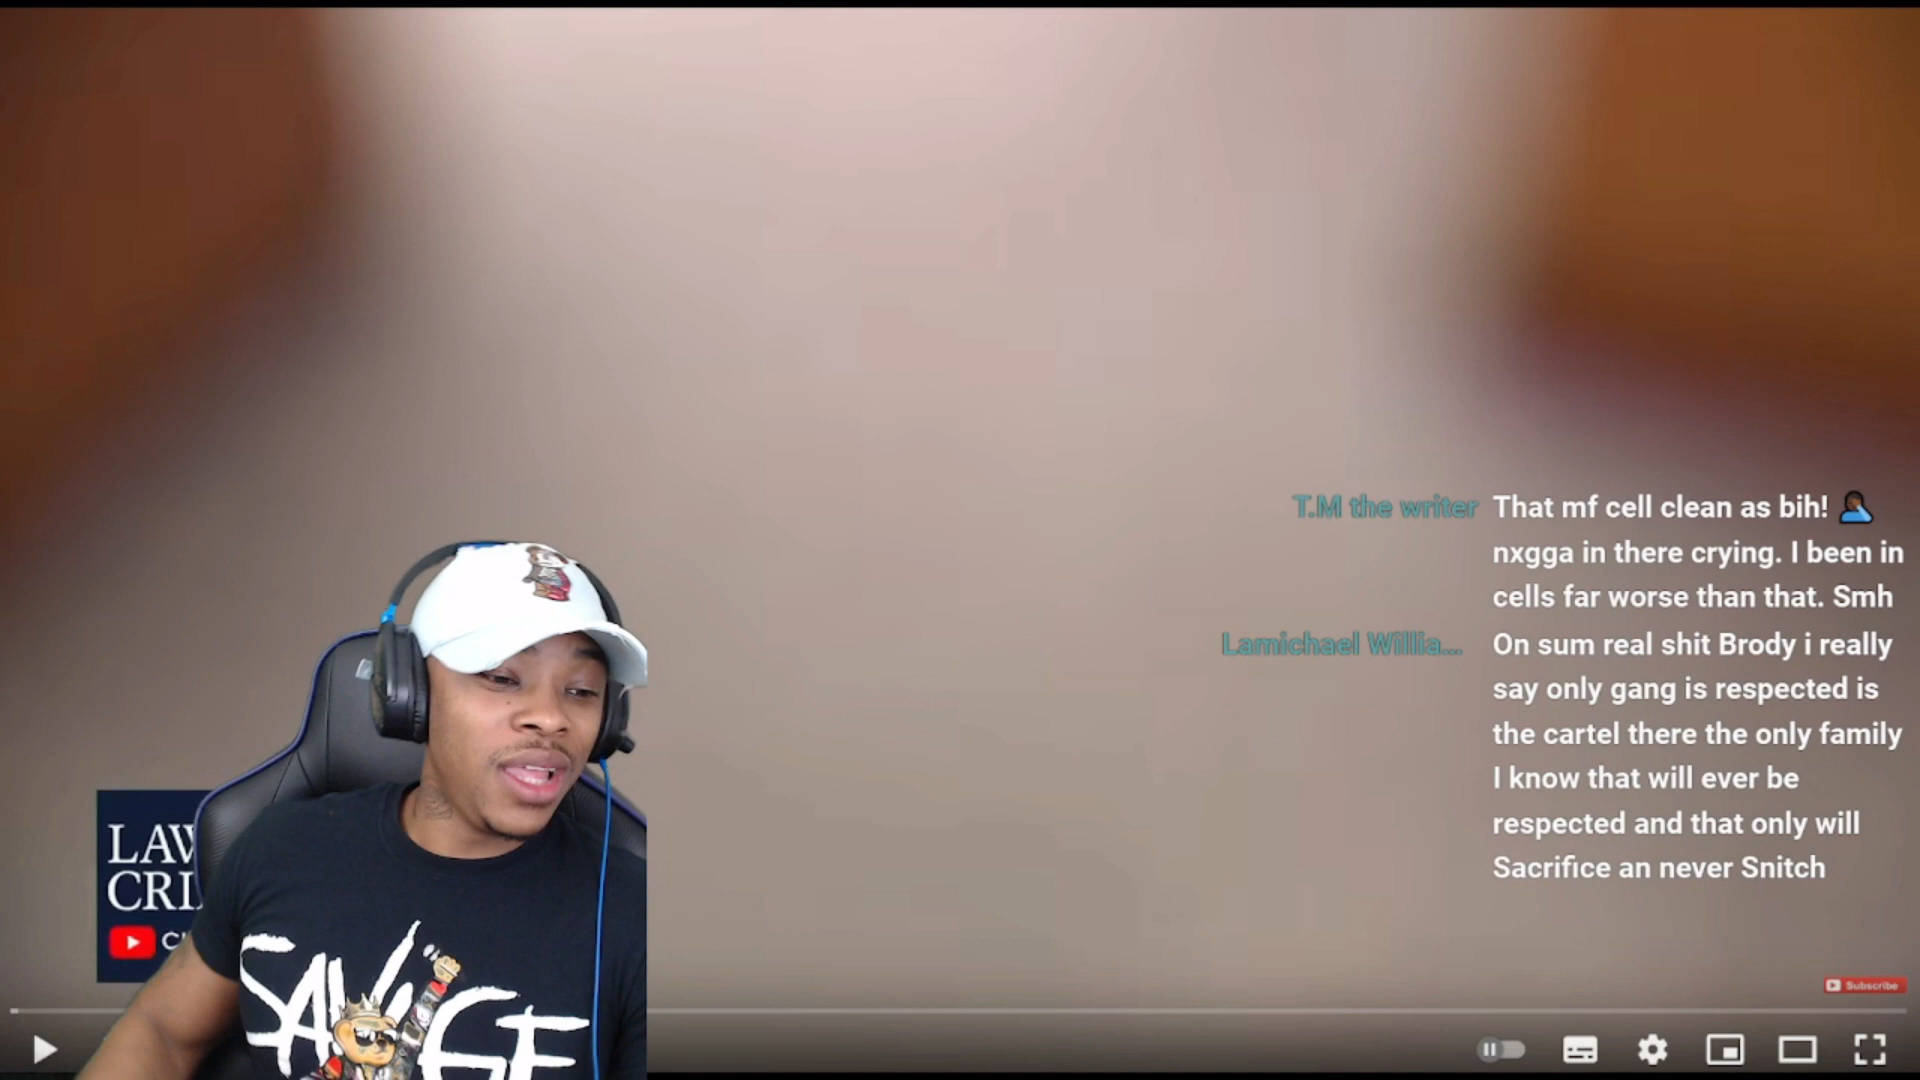 T.M the writer That mf cell clean as bih!
nxgga in there crying. I been in
cells far worse than that. Smh
Lamichael Willia... On sum real shit Brody i really
say only gang is respected is
the cartel there the only family
I know that will ever be
respected and that only will
Sacrifice an never Snitch
LAW
CRI
SAVAGE
Subscribe